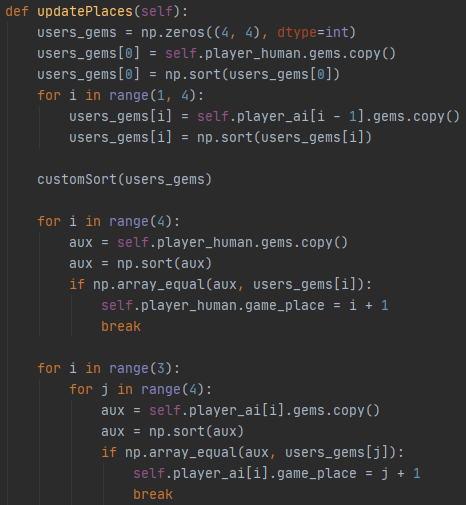 def updatePlaces(self):
    users_gems = np.zeros((4, 4), dtype=int)
    users_gems[0] = self.player_human.gems.copy()
    users_gems[0] = np.sort(users_gems[0])
    for i in range(1, 4):
        users_gems[i] = self.player_ai[i - 1].gems.copy()
        users_gems[i] = np.sort(users_gems[i])

    customSort(users_gems)

    for i in range(4):
        aux = self.player_human.gems.copy()
        aux = np.sort(aux)
        if np.array_equal(aux, users_gems[i]):
            self.player_human.game_place = i + 1
            break

    for i in range(3):
        for j in range(4):
            aux = self.player_ai[i].gems.copy()
            aux = np.sort(aux)
            if np.array_equal(aux, users_gems[j]):
                self.player_ai[i].game_place = j + 1
                break